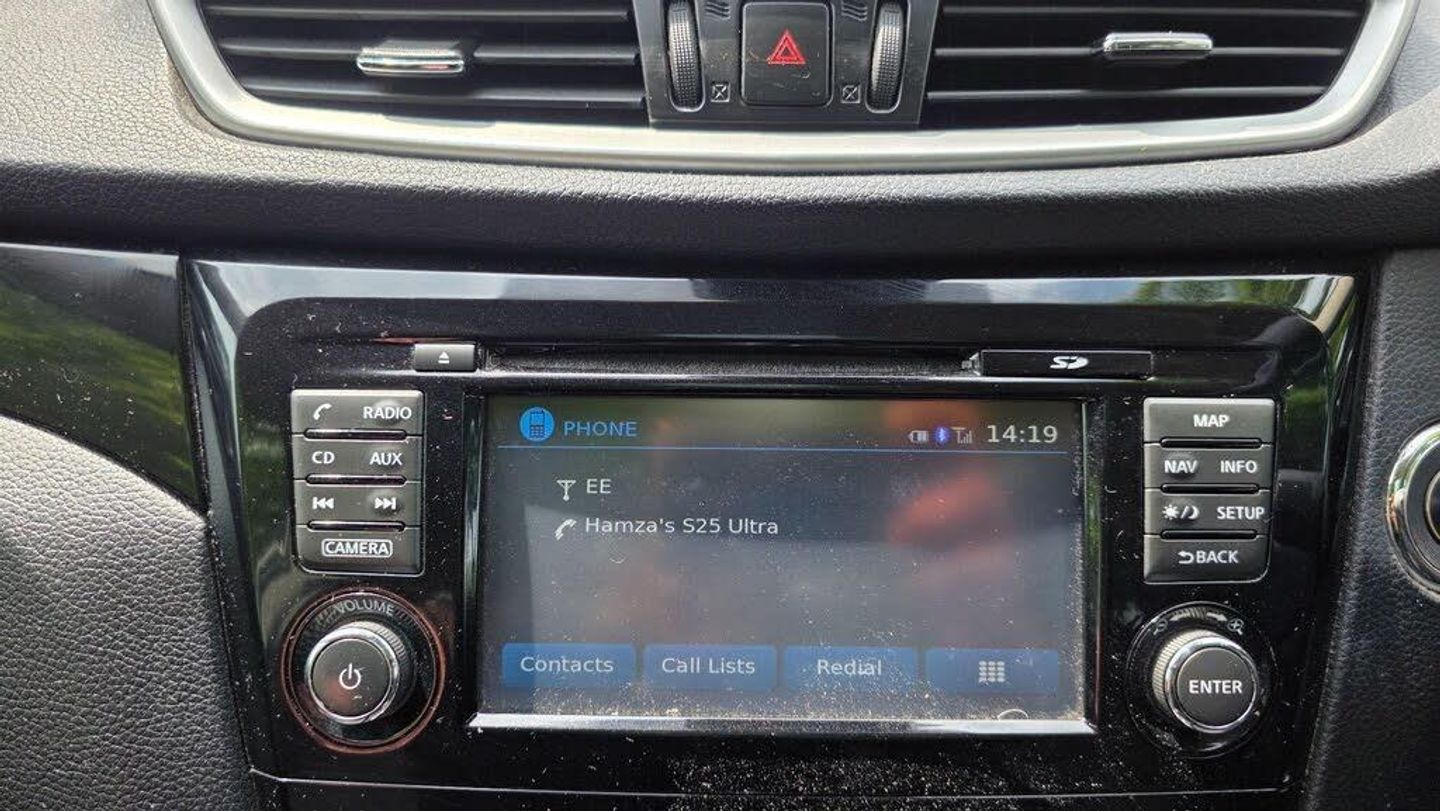 PHONE 14:19
EE
Hamza's S25 Ultra
Contacts Call Lists Redial
RADIO
CD AUX
CAMERA
VOLUME
SD
MAP
NAV INFO
SETUP
BACK
ENTER